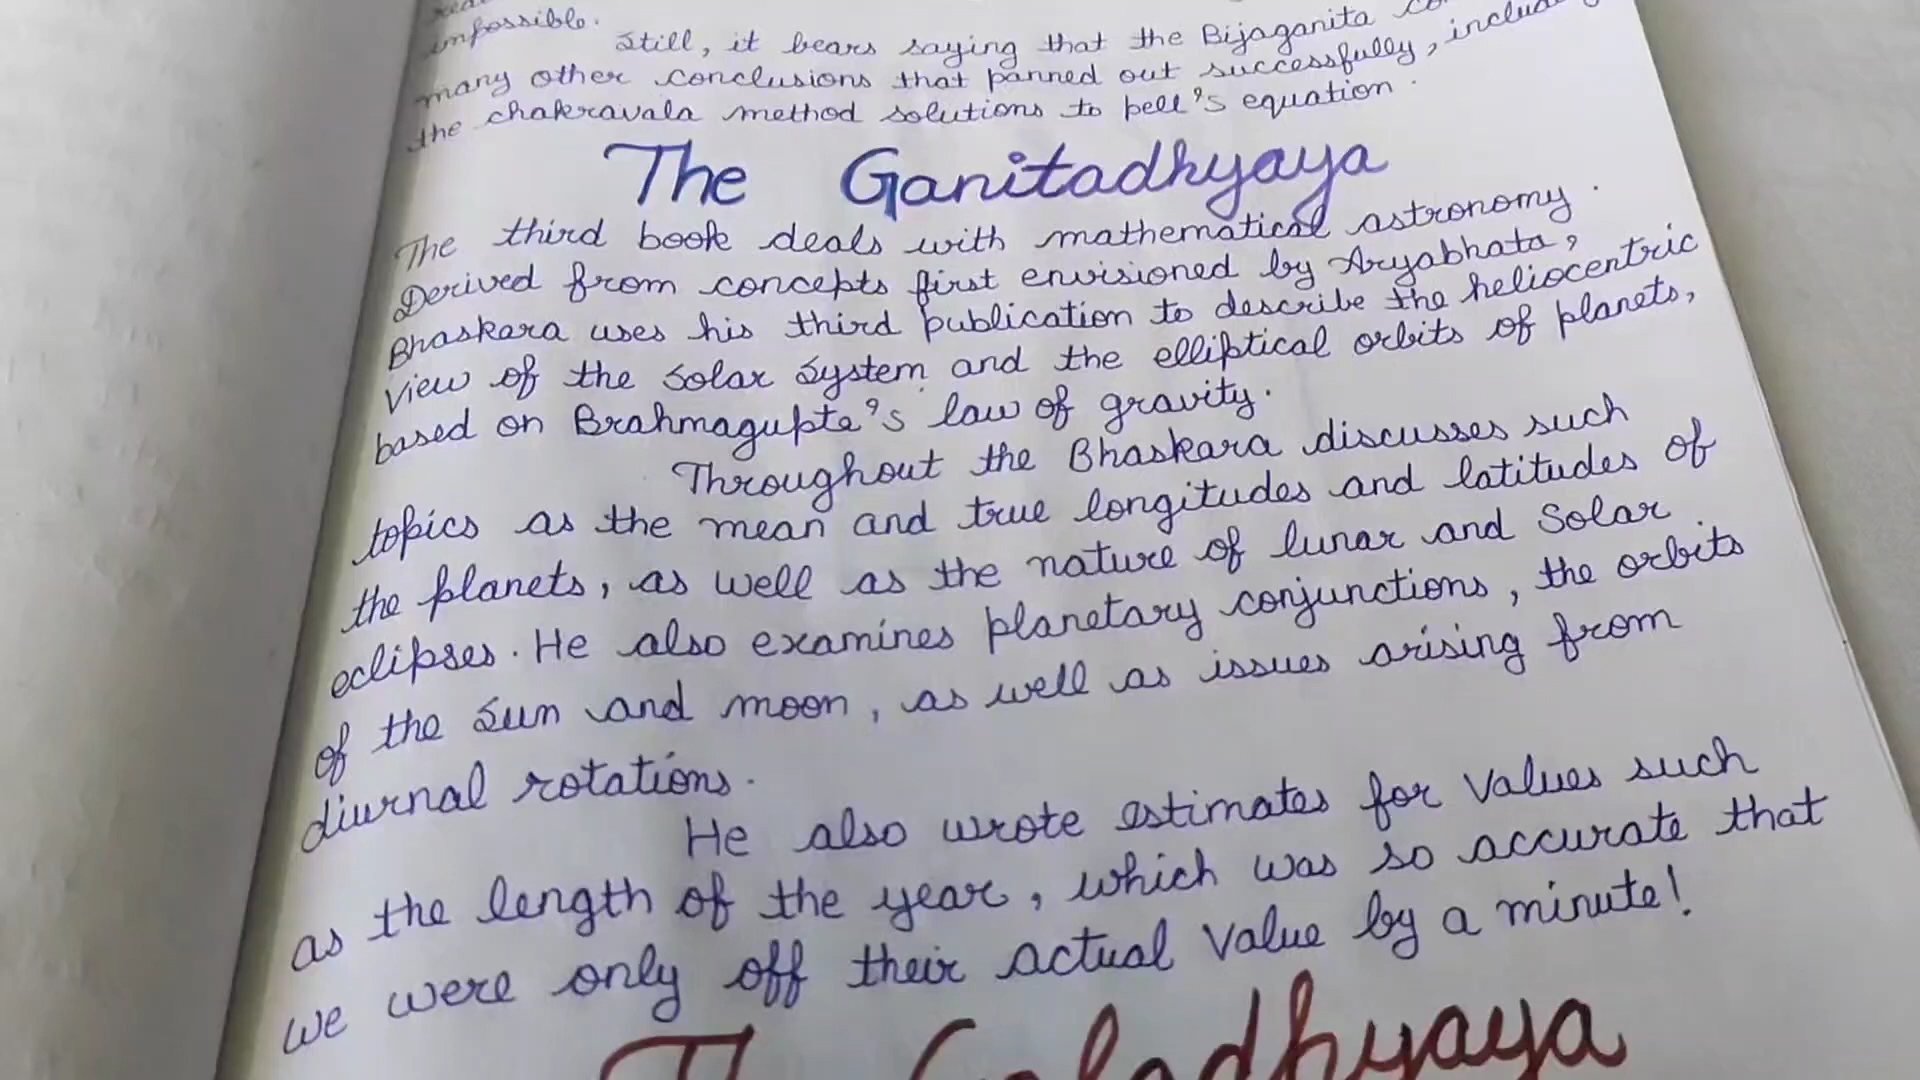 impossible.
Still, it bears saying that the Bijaganita
many other conclusions that panned out successfully,
the chakravala method solutions to pell's equation.
The Ganitadhyaya
The third book deals with mathematical astronomy.
Derived from concepts first envisioned by Aryabhata,
Bhaskara uses his third publication to describe the heliocentric
view of the Solar System and the elliptical orbits of planets,
based on Brahmagupta's law of gravity.
Throughout the Bhaskara discusses such
topics as the mean and true longitudes and latitudes of
the planets, as well as the nature of lunar and Solar
eclipses. He also examines planetary conjunctions, the orbits
of the Sun and moon, as well as issues arising from
diurnal rotations.
He also wrote estimates for Values such
as the length of the year, which was so accurate that
we were only off their actual Value by a minute!
The Goladhyaya